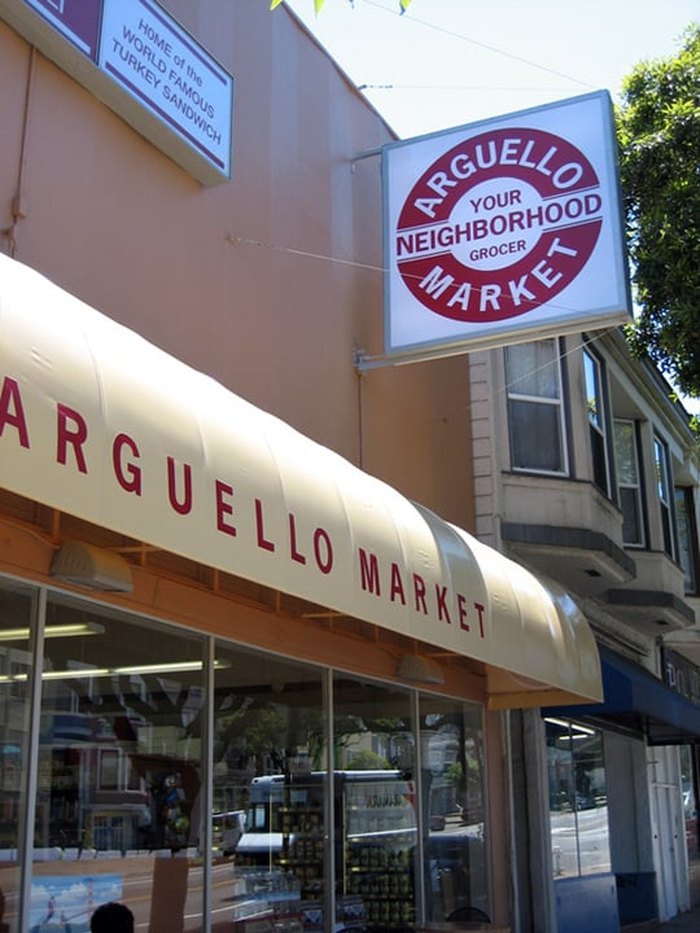 HOME of the
WORLD FAMOUS
TURKEY SANDWICH
ARGUELLO
YOUR
NEIGHBORHOOD
GROCER
MARKET
ARGUELLO MARKET